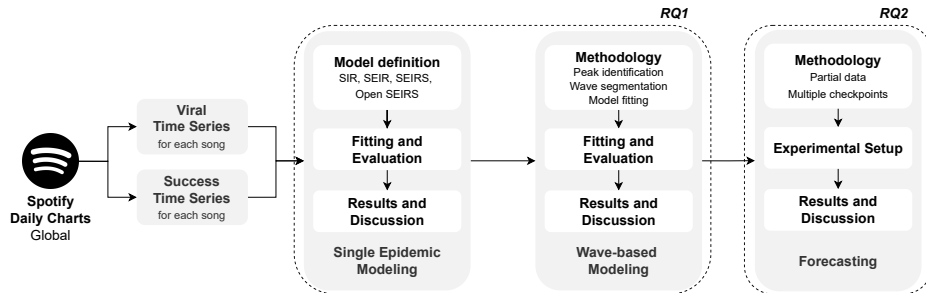 RQ1
RQ2
Spotify
Daily Charts
Global
Viral
Time Series
for each song
Success
Time Series
for each song
Model definition
SIR, SEIR, SEIRS,
Open SEIRS
Fitting and
Evaluation
Results and
Discussion
Single Epidemic
Modeling
Methodology
Peak identification
Wave segmentation
Model fitting
Fitting and
Evaluation
Results and
Discussion
Wave-based
Modeling
Methodology
Partial data
Multiple checkpoints
Experimental Setup
Results and
Discussion
Forecasting